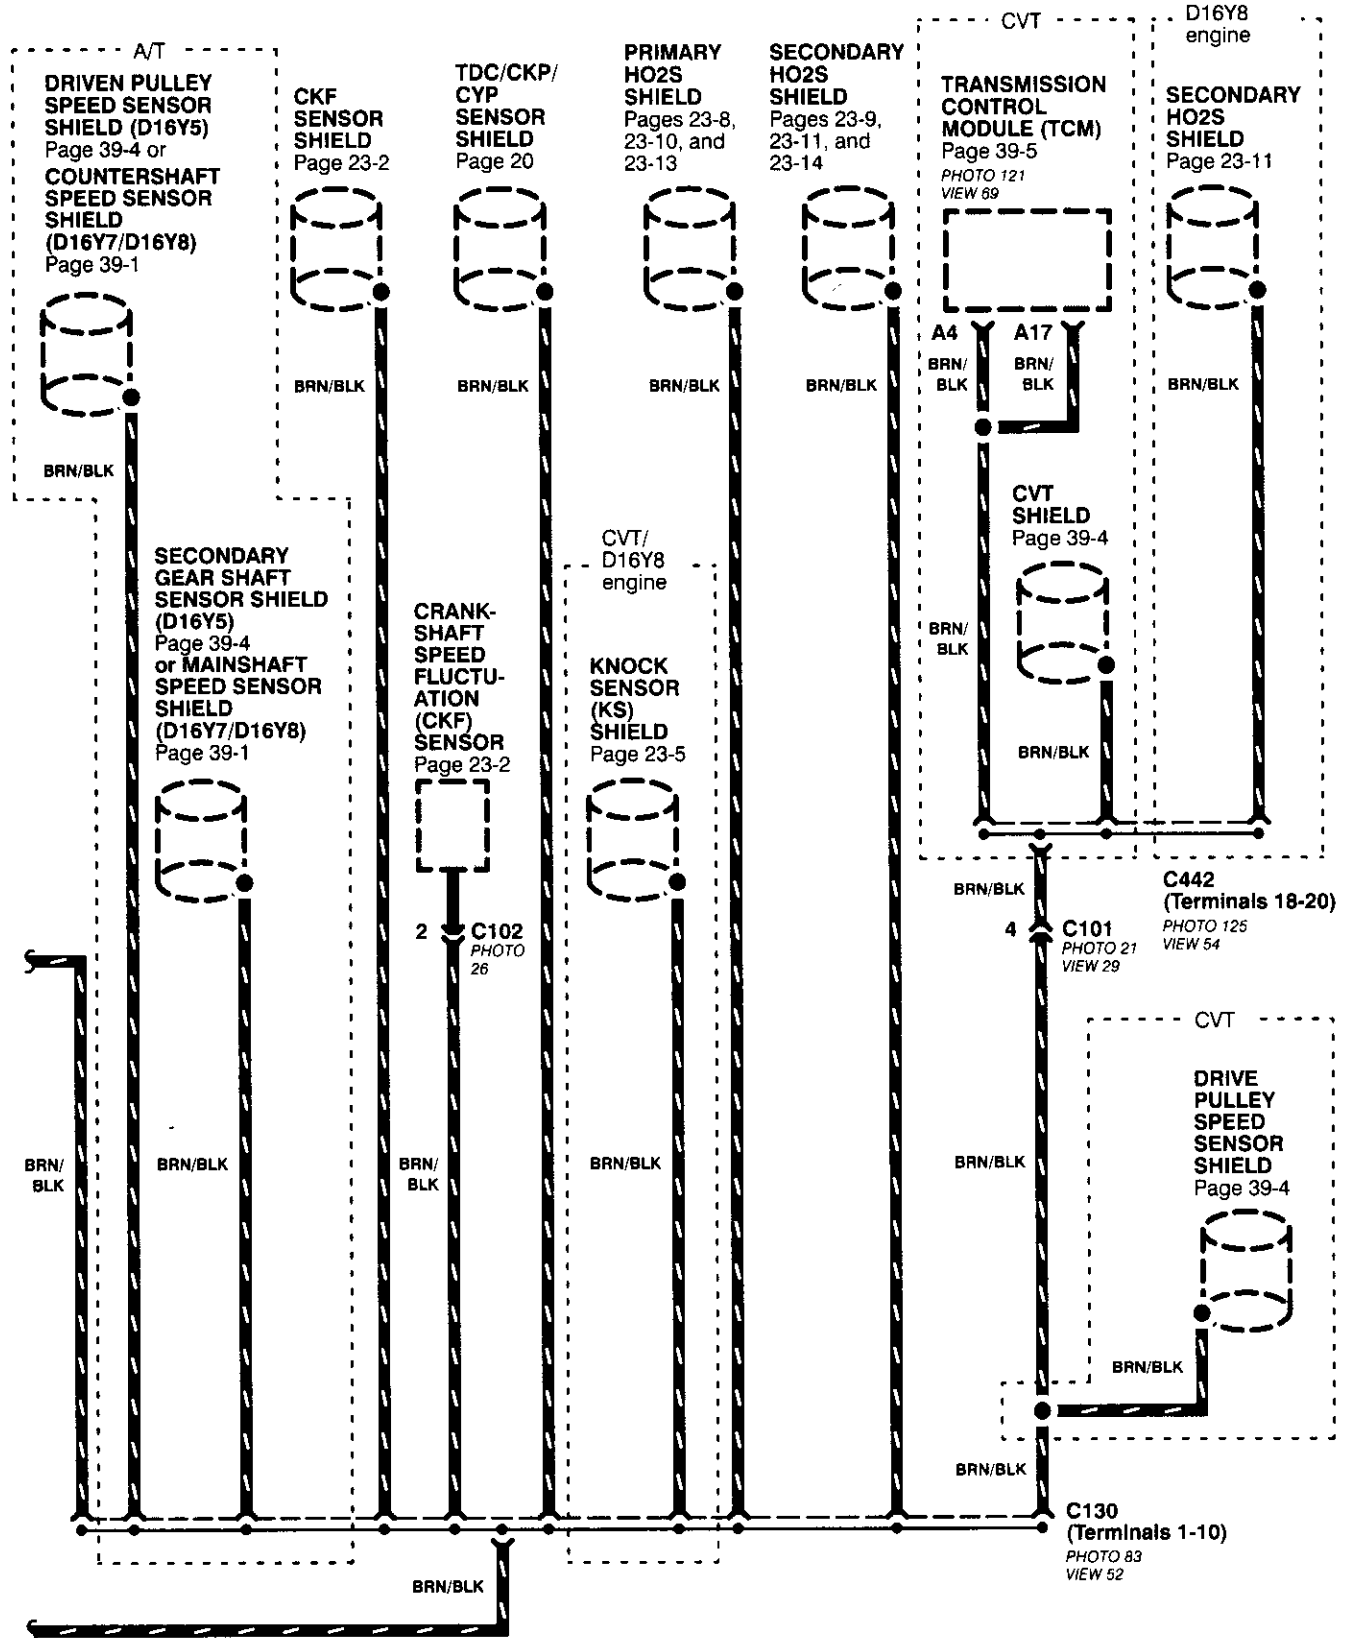 A/T
DRIVEN PULLEY
SPEED SENSOR
SHIELD (D16Y5)
Page 39-4 or
COUNTERSHAFT
SPEED SENSOR
SHIELD
(D16Y7/D16Y8)
Page 39-1
BRN/BLK
CKF
SENSOR
SHIELD
Page 23-2
BRN/BLK
TDC/CKP/
CYP
SENSOR
SHIELD
Page 20
BRN/BLK
PRIMARY
HO2S
SHIELD
Pages 23-8,
23-10, and
23-13
BRN/BLK
SECONDARY
HO2S
SHIELD
Pages 23-9,
23-11, and
23-14
BRN/BLK
CVT
TRANSMISSION
CONTROL
MODULE (TCM)
Page 39-5
PHOTO 121
VIEW 69
A4
A17
BRN/
BLK
BRN/
BLK
D16Y8
engine
SECONDARY
HO2S
SHIELD
Page 23-11
BRN/BLK
CVT
SHIELD
Page 39-4
BRN/
BLK
BRN/BLK
SECONDARY
GEAR SHAFT
SENSOR SHIELD
(D16Y5)
Page 39-4
or MAINSHAFT
SPEED SENSOR
SHIELD
(D16Y7/D16Y8)
Page 39-1
CRANK-
SHAFT
SPEED
FLUCTU-
ATION
(CKF)
SENSOR
Page 23-2
2
C102
PHOTO
26
CVT/
D16Y8
engine
KNOCK
SENSOR
(KS)
SHIELD
Page 23-5
BRN/BLK
4
C101
PHOTO 21
VIEW 29
C442
(Terminals 18-20)
PHOTO 125
VIEW 54
CVT
DRIVE
PULLEY
SPEED
SENSOR
SHIELD
Page 39-4
BRN/
BLK
BRN/BLK
BRN/
BLK
BRN/BLK
BRN/BLK
BRN/BLK
BRN/BLK
C130
(Terminals 1-10)
PHOTO 83
VIEW 52
BRN/BLK